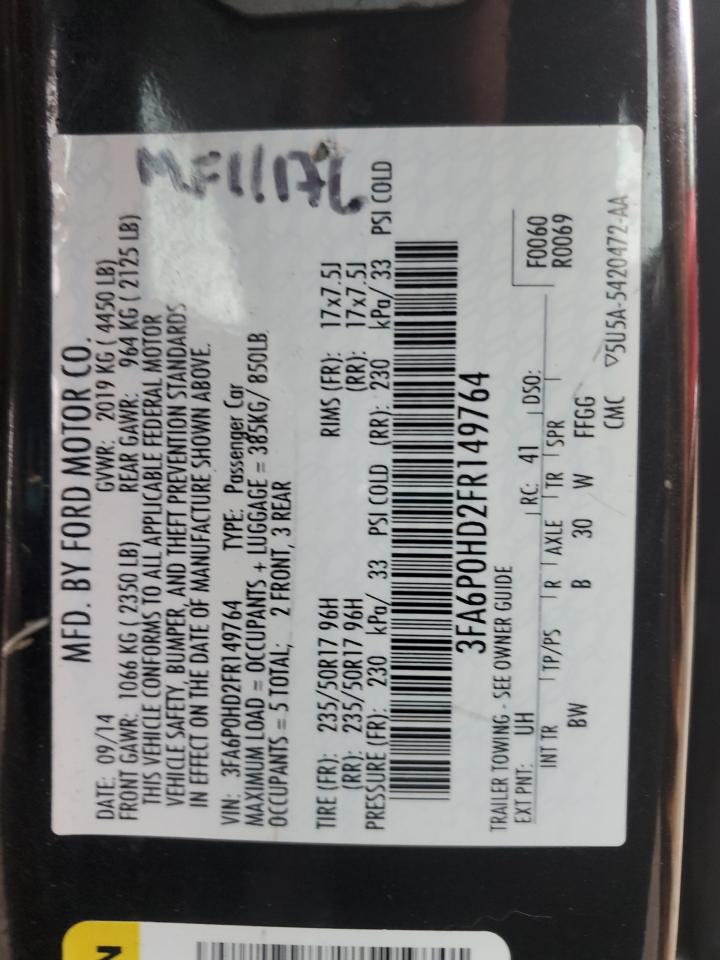 MFD. BY FORD MOTOR CO.
DATE: 09/14 GVWR: 2019 KG ( 4450 LB)
FRONT GAWR: 1066 KG ( 2350 LB) REAR GAWR: 964 KG ( 2125 LB)
THIS VEHICLE CONFORMS TO ALL APPLICABLE FEDERAL MOTOR
VEHICLE SAFETY, BUMPER, AND THEFT PREVENTION STANDARDS
IN EFFECT ON THE DATE OF MANUFACTURE SHOWN ABOVE.
VIN: 3FA6P0HD2FR149764 TYPE: Passenger Car
MAXIMUM LOAD = OCCUPANTS + LUGGAGE = 385KG/ 850LB
OCCUPANTS = 5 TOTAL; 2 FRONT, 3 REAR
TIRE (FR): 235/50R17 96H RIMS (FR): 17x7.5J
(RR): 235/50R17 96H (RR): 17x7.5J
PRESSURE (FR): 230 kPa/ 33 PSI COLD (RR): 230 kPa/ 33 PSI COLD
3FA6P0HD2FR149764
TRAILER TOWING - SEE OWNER GUIDE
EXT PNT: UH RC: 41 DSO: F0060
R0069
INT TR TP/PS R AXLE TR SPR
BW B 30 W FFGG
CMC ▽5U5A-5420472-AA
N